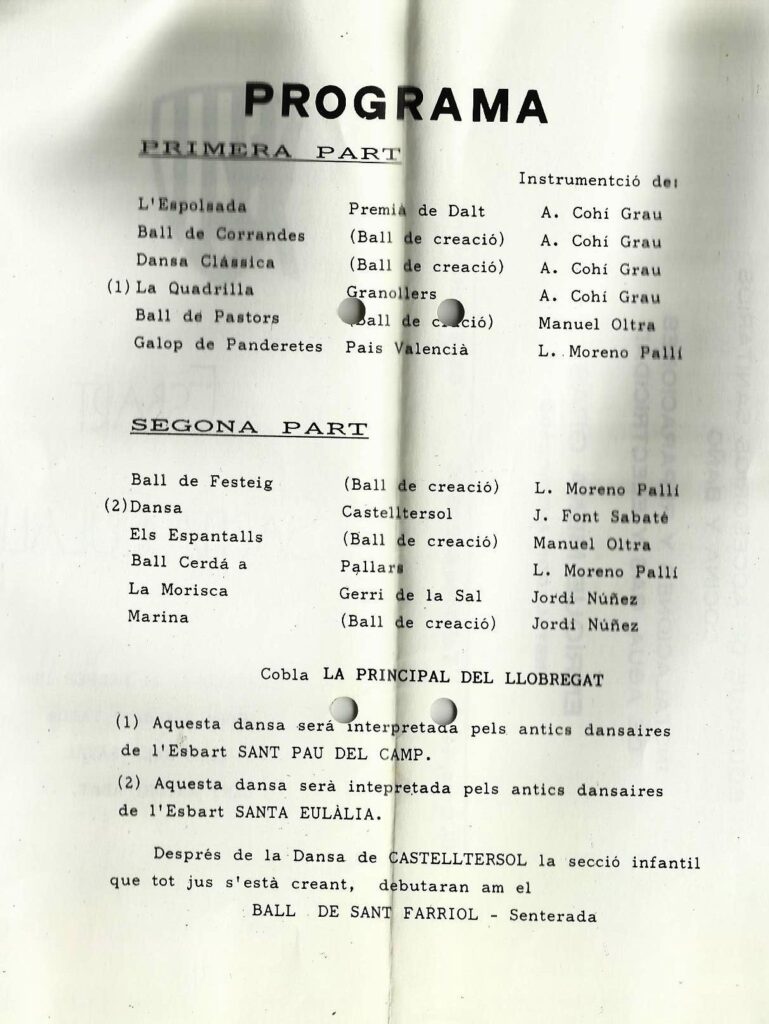 PROGRAMA
PRIMERA PART
Instrumentció de:
L'Espolsada Premià de Dalt A. Cohí Grau
Ball de Corrandes (Ball de creació) A. Cohí Grau
Dansa Clássica (Ball de creació) A. Cohí Grau
(1) La Quadrilla Granollers A. Cohí Grau
Ball de Pastors (Ball de creació) Manuel Oltra
Galop de Panderetes Pais Valencià L. Moreno Pallí
SEGONA PART
Ball de Festeig (Ball de creació) L. Moreno Pallí
(2) Dansa Castelltersol J. Font Sabaté
Els Espantalls (Ball de creació) Manuel Oltra
Ball Cerdá a Pallars L. Moreno Pallí
La Morisca Gerri de la Sal Jordi Núñez
Marina (Ball de creació) Jordi Núñez
Cobla LA PRINCIPAL DEL LLOBREGAT
(1) Aquesta dansa será interpretada pels antics dansaires
de l'Esbart SANT PAU DEL CAMP.
(2) Aquesta dansa serà intepretada pels antics dansaires
de l'Esbart SANTA EULÀLIA.
Després de la Dansa de CASTELLTERSOL la secció infantil
que tot jus s'està creant, debutaran am el
BALL DE SANT FARRIOL - Senterada